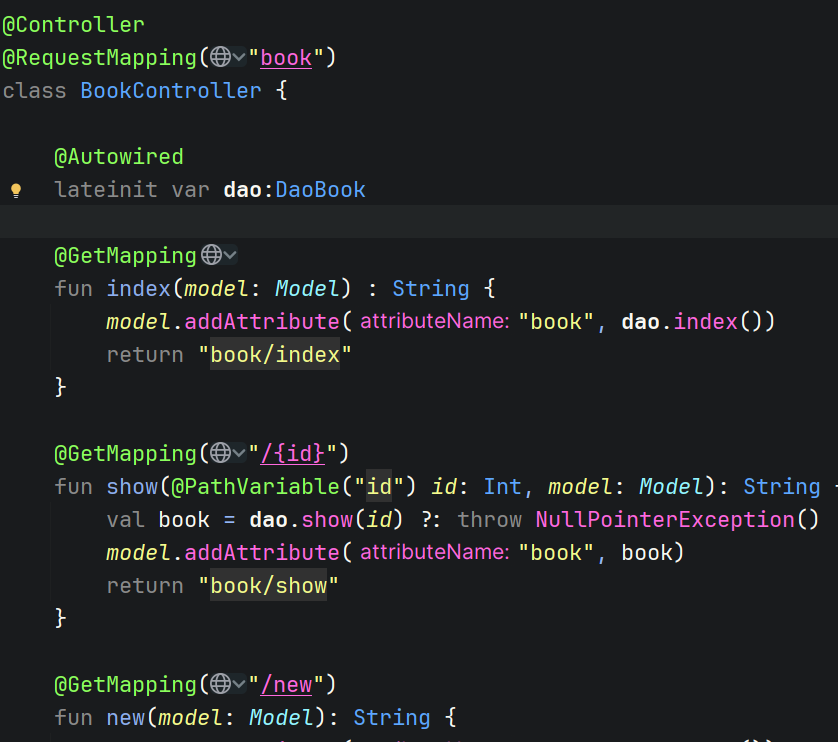 @Controller
@RequestMapping("book")
class BookController {
@Autowired
lateinit var dao:DaoBook
@GetMapping
fun index(model: Model) : String {
model.addAttribute( attributeName: "book", dao.index())
return "book/index"
}
@GetMapping("/{id}")
fun show(@PathVariable("id") id: Int, model: Model): String {
val book = dao.show(id) ?: throw NullPointerException()
model.addAttribute( attributeName: "book", book)
return "book/show"
}
@GetMapping("/new")
fun new(model: Model): String {